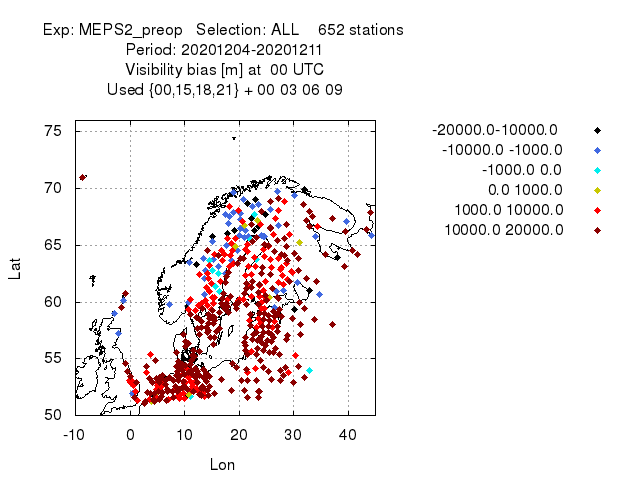 Exp: MEPS2_preop   Selection: ALL    652 stations
Period: 20201204-20201211
Visibility bias [m] at  00 UTC
Used {00,15,18,21} + 00 03 06 09
-20000.0-10000.0
-10000.0 -1000.0
-1000.0 0.0
0.0 1000.0
1000.0 10000.0
10000.0 20000.0
75
70
65
60
55
50
Lat
-10 0 10 20 30 40
Lon